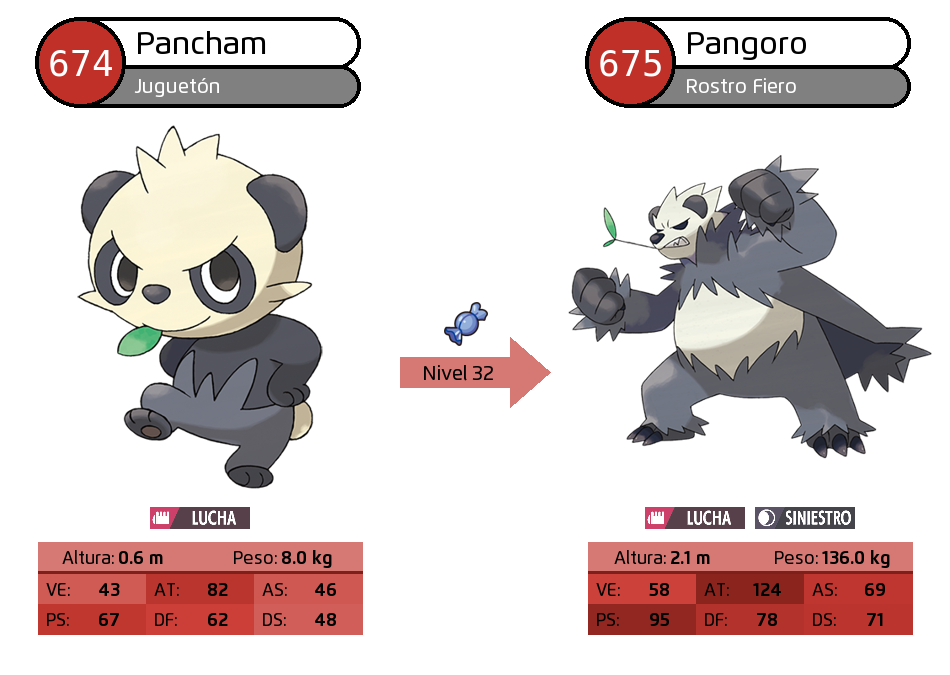 674
Pancham
Juguetón
675
Pangoro
Rostro Fiero
Nivel 32
LUCHA
LUCHA
SINIESTRO
Altura: 0.6 m Peso: 8.0 kg
VE: 43 AT: 82 AS: 46
PS: 67 DF: 62 DS: 48
Altura: 2.1 m Peso: 136.0 kg
VE: 58 AT: 124 AS: 69
PS: 95 DF: 78 DS: 71